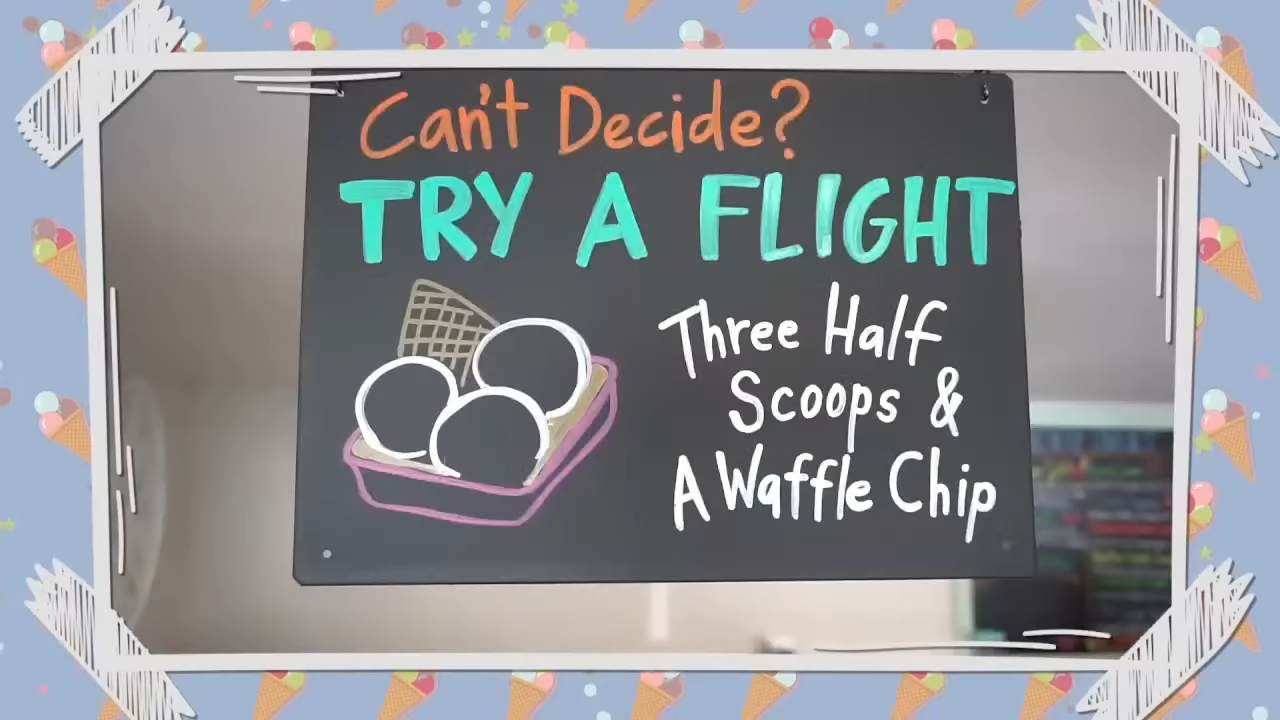 Can't Decide?
TRY A FLIGHT
Three Half
Scoops &
A Waffle Chip